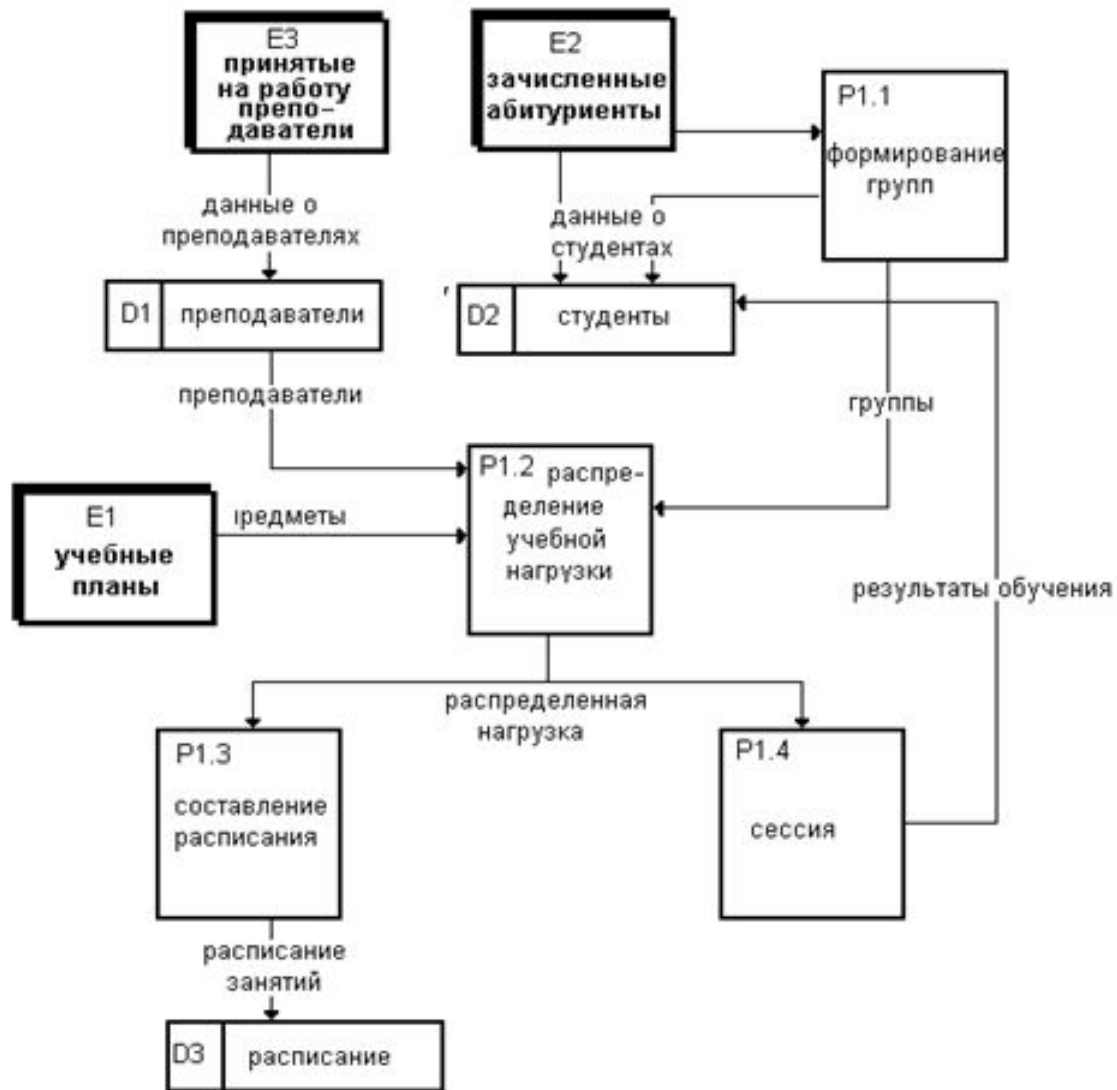 E3
принятые
на работу
препо-
даватели
E2
зачисленные
абитуриенты
P1.1
формирование
групп
данные о
преподавателях
данные о
студентах
D1 преподаватели
D2 студенты
преподаватели
группы
P1.2 распре-
деление
учебной
нагрузки
E1
учебные
планы
редметы
результаты обучения
распределенная
нагрузка
P1.3
составление
расписания
P1.4
сессия
расписание
занятий
D3 расписание